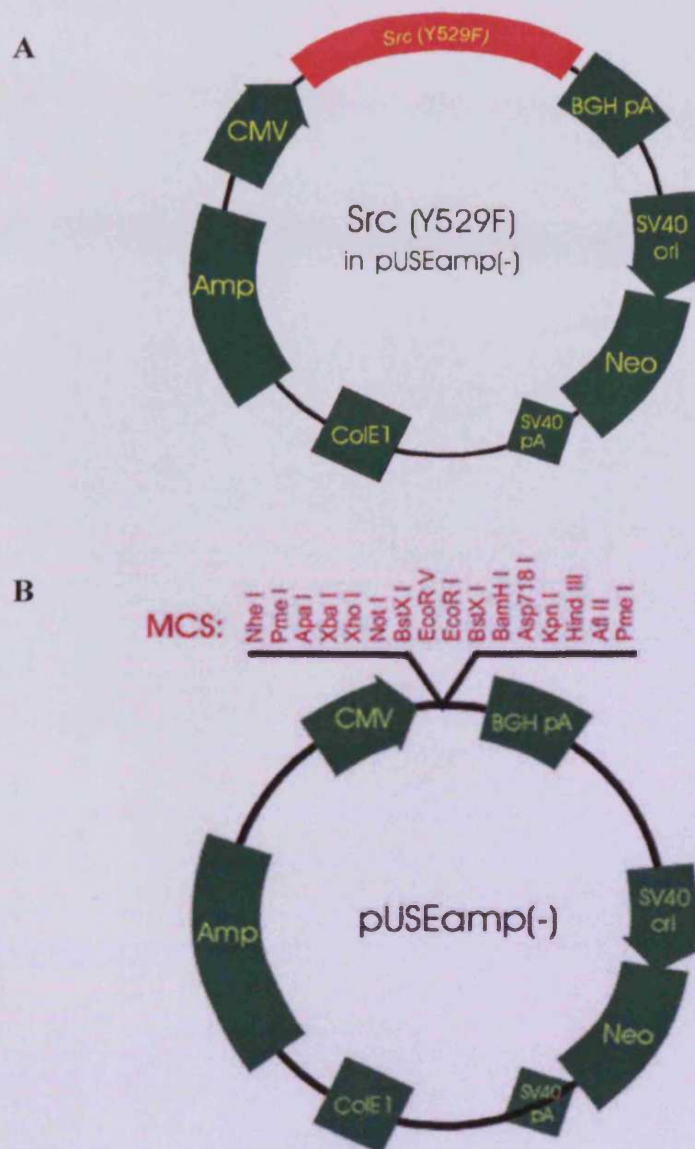 A
Src (Y529F)
CMV
BGH pA
Src (Y529F)
in pUSEamp(-)
SV40
ori
Amp
Neo
ColE1
SV40
pA
B
MCS:
Nhe I
Pme I
Apa I
Xba I
Xho I
Not I
BstX I
EcoR V
EcoR I
BstX I
BamH I
Asp718 I
Kpn I
Hind III
Afl II
Pme I
CMV
BGH pA
pUSEamp(-)
SV40
ori
Amp
Neo
ColE1
SV40
pA